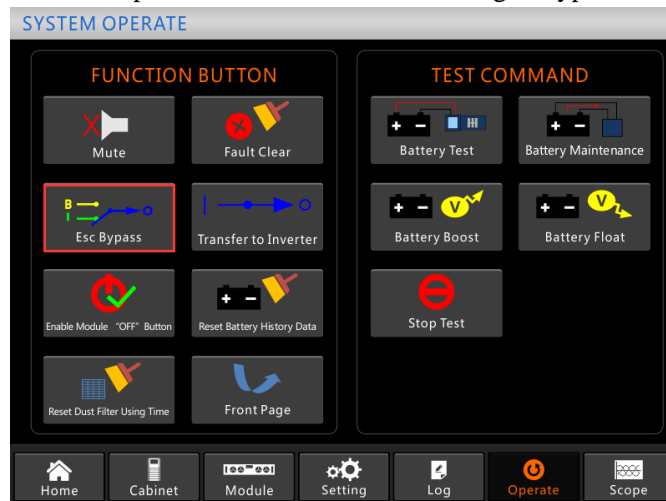 SYSTEM OPERATE
FUNCTION BUTTON
Mute
Fault Clear
B
I
Esc Bypass
I
O
Transfer to Inverter
Enable Module "OFF" Button
Reset Battery History Data
Reset Dust Filter Using Time
Front Page
TEST COMMAND
Battery Test
Battery Maintenance
V
Battery Boost
V
Battery Float
Stop Test
Home
Cabinet
Module
Setting
Log
Operate
Scope